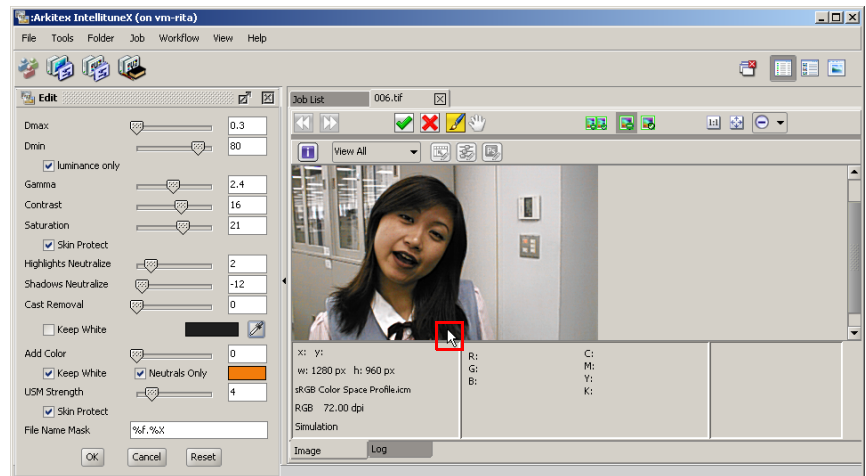 :Arkitex IntellituneX (on vm-rita)
File Tools Folder Job Workflow View Help
Edit
Dmax 0.3
Dmin 80
luminance only
Gamma 2.4
Contrast 16
Saturation 21
Skin Protect
Highlights Neutralize 2
Shadows Neutralize -12
Cast Removal 0
Keep White
Add Color 0
Keep White Neutrals Only
USM Strength 4
Skin Protect
File Name Mask %f.%X
OK Cancel Reset
Job List 006.tif
1:1
View All
x: y:
w: 1280 px h: 960 px
sRGB Color Space Profile.icm
RGB 72.00 dpi
Simulation
R:
G:
B:
C:
M:
Y:
K:
Image Log